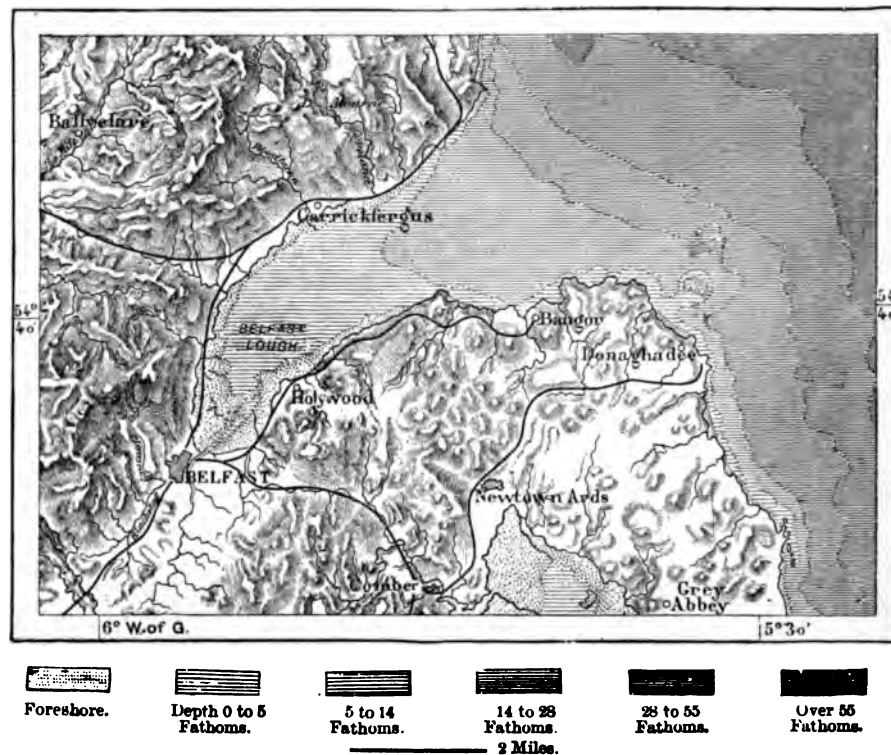 Ballyclare
Carrickfergus
54°
40'
BELFAST
LOUGH
Bangor
Donaghadee
Holywood
BELFAST
Newtown Ards
Comber
Grey
Abbey
6° W. of G.
5°30'
Foreshore.
Depth 0 to 5
Fathoms.
5 to 14
Fathoms.
14 to 28
Fathoms.
28 to 55
Fathoms.
Over 55
Fathoms.
2 Miles.